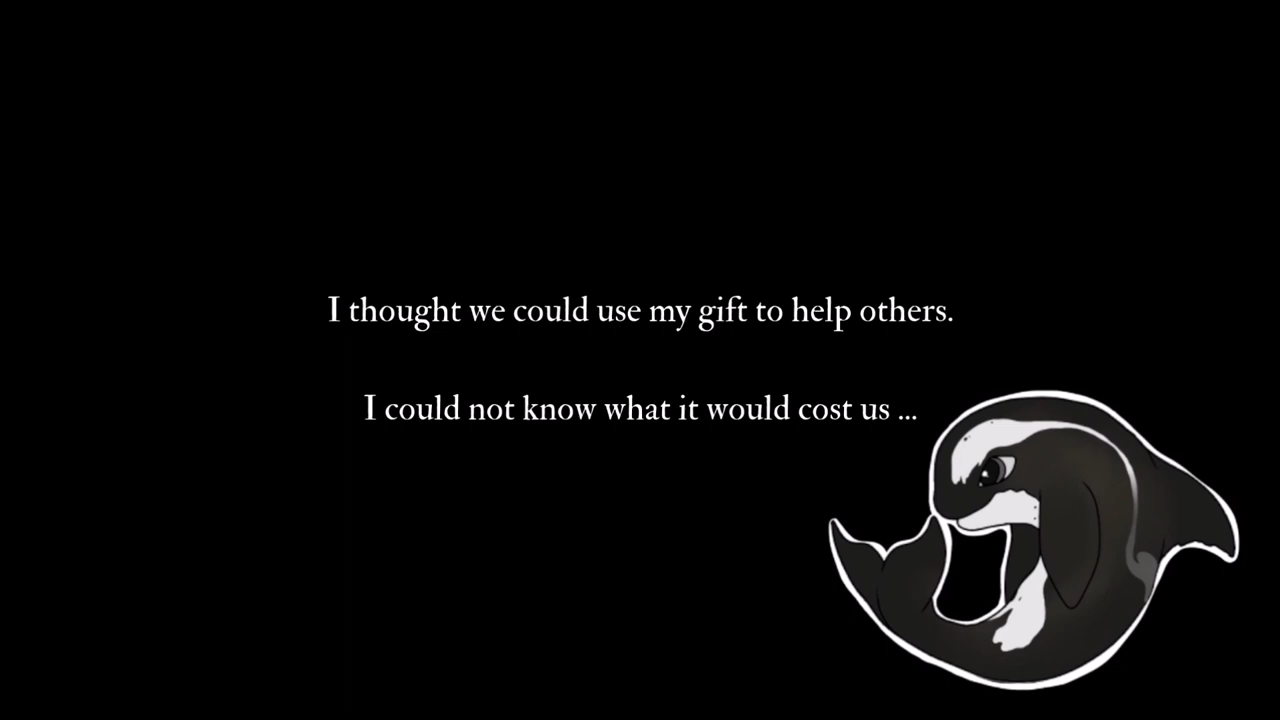 I thought we could use my gift to help others.
I could not know what it would cost us ...